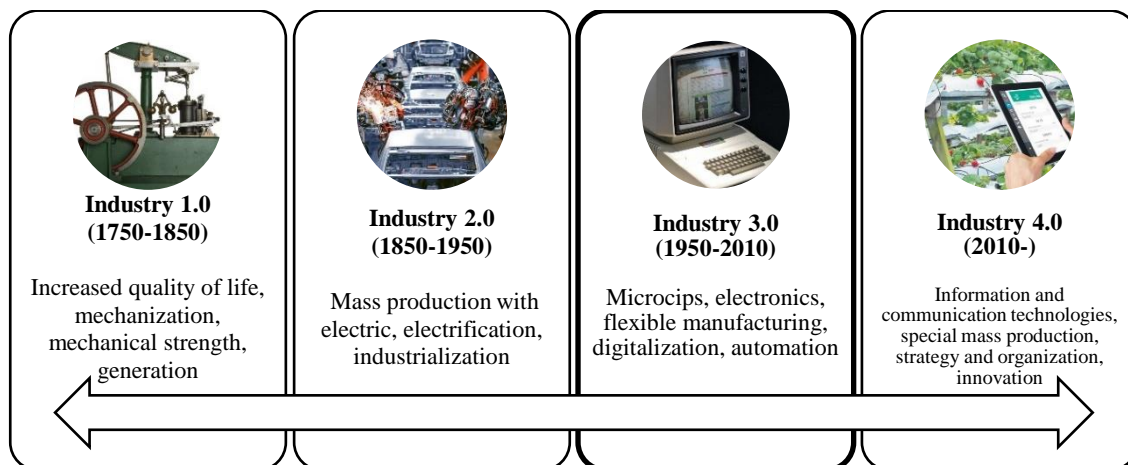 Industry 1.0
(1750-1850)
Increased quality of life,
mechanization,
mechanical strength,
generation
Industry 2.0
(1850-1950)
Mass production with
electric, electrification,
industrialization
Industry 3.0
(1950-2010)
Microcips, electronics,
flexible manufacturing,
digitalization, automation
Industry 4.0
(2010-)
Information and
communication technologies,
special mass production,
strategy and organization,
innovation